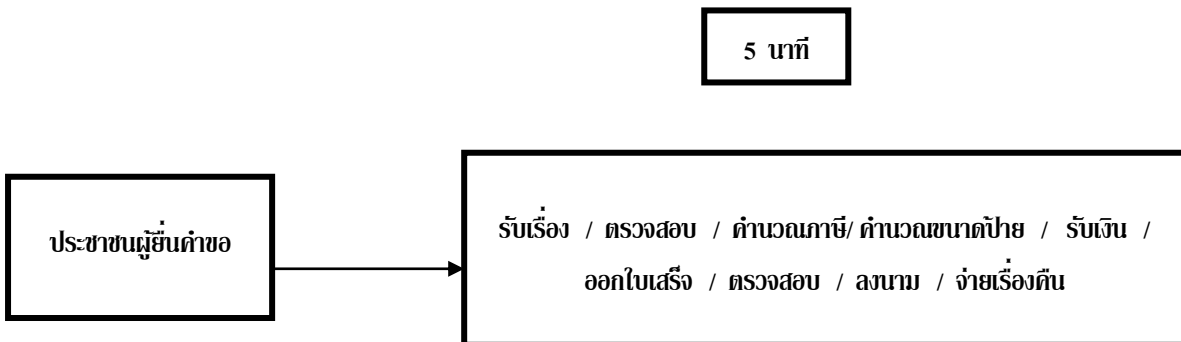 5 นาที
ประชาชนผู้ยื่นคำขอ
รับเรื่อง / ตรวจสอบ / คำนวณภาษี/ คำนวณขนาดป้าย / รับเงิน /
ออกใบเสร็จ / ตรวจสอบ / ลงนาม / จ่ายเรื่องคืน